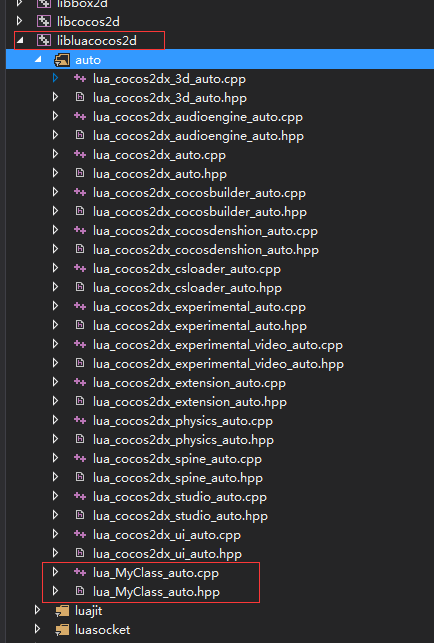 libbox2d
libcocos2d
libluacocos2d
auto
lua_cocos2dx_3d_auto.cpp
lua_cocos2dx_3d_auto.hpp
lua_cocos2dx_audioengine_auto.cpp
lua_cocos2dx_audioengine_auto.hpp
lua_cocos2dx_auto.cpp
lua_cocos2dx_auto.hpp
lua_cocos2dx_cocosbuilder_auto.cpp
lua_cocos2dx_cocosbuilder_auto.hpp
lua_cocos2dx_cocosdenshion_auto.cpp
lua_cocos2dx_cocosdenshion_auto.hpp
lua_cocos2dx_csloader_auto.cpp
lua_cocos2dx_csloader_auto.hpp
lua_cocos2dx_experimental_auto.cpp
lua_cocos2dx_experimental_auto.hpp
lua_cocos2dx_experimental_video_auto.cpp
lua_cocos2dx_experimental_video_auto.hpp
lua_cocos2dx_extension_auto.cpp
lua_cocos2dx_extension_auto.hpp
lua_cocos2dx_physics_auto.cpp
lua_cocos2dx_physics_auto.hpp
lua_cocos2dx_spine_auto.cpp
lua_cocos2dx_spine_auto.hpp
lua_cocos2dx_studio_auto.cpp
lua_cocos2dx_studio_auto.hpp
lua_cocos2dx_ui_auto.cpp
lua_cocos2dx_ui_auto.hpp
lua_MyClass_auto.cpp
lua_MyClass_auto.hpp
luajit
luasocket